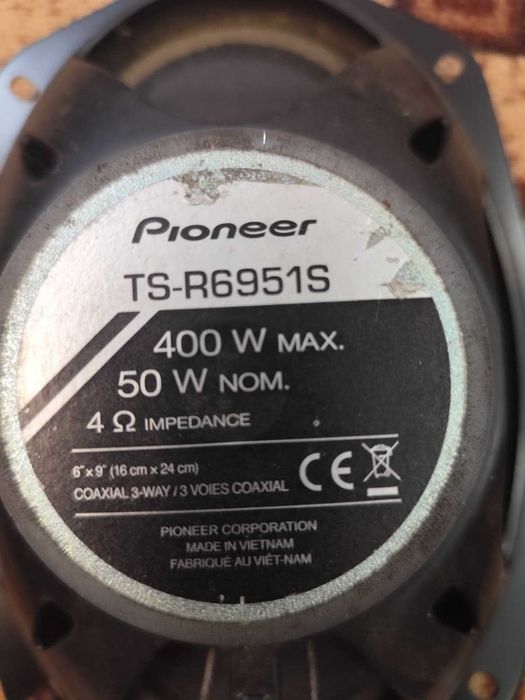 Pioneer
TS-R6951S
400 W MAX.
50 W NOM.
4 Ω IMPEDANCE
6"x 9" (16 cm × 24 cm)
COAXIAL 3-WAY / 3 VOIES COAXIAL
CE
PIONEER CORPORATION
MADE IN VIETNAM
FABRIQUÉ AU VIÊT-NAM